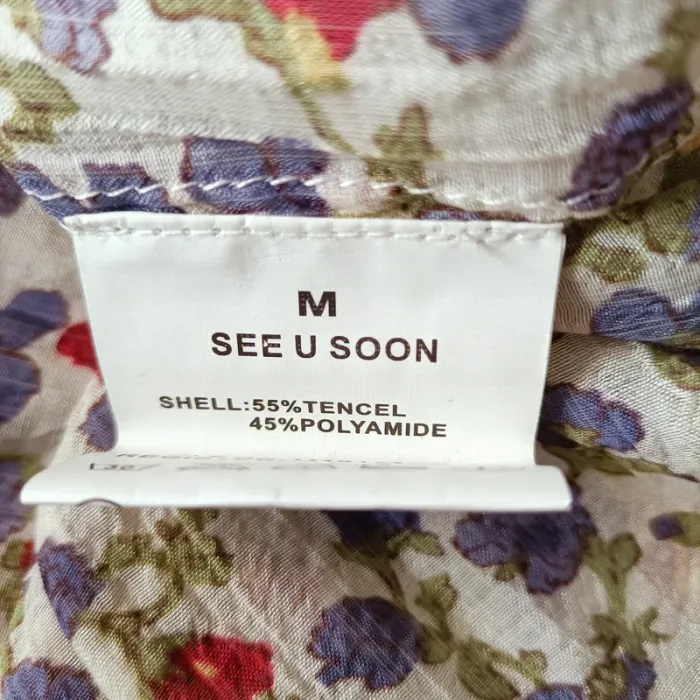 M
SEE U SOON
SHELL:55%TENCEL
45%POLYAMIDE